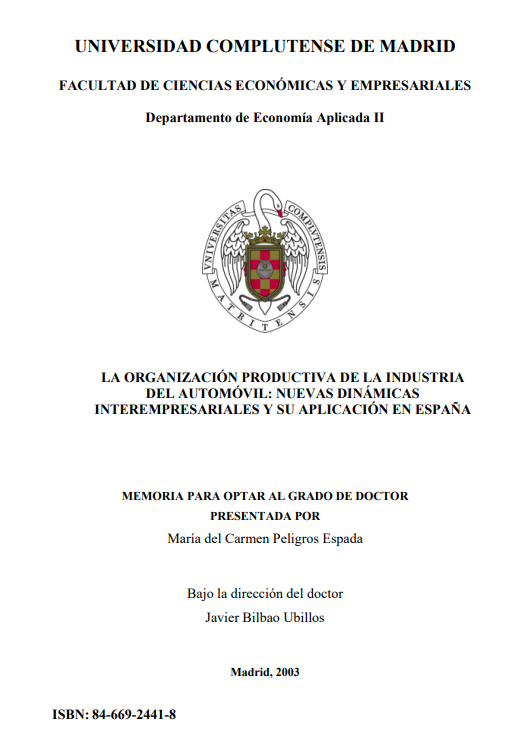 UNIVERSIDAD COMPLUTENSE DE MADRID
FACULTAD DE CIENCIAS ECONÓMICAS Y EMPRESARIALES
Departamento de Economía Aplicada II
UNIVERSITAS COMPLVTENSIS
MATRITENSIS
LA ORGANIZACIÓN PRODUCTIVA DE LA INDUSTRIA
DEL AUTOMÓVIL: NUEVAS DINÁMICAS
INTEREMPRESARIALES Y SU APLICACIÓN EN ESPAÑA
MEMORIA PARA OPTAR AL GRADO DE DOCTOR
PRESENTADA POR
María del Carmen Peligros Espada
Bajo la dirección del doctor
Javier Bilbao Ubillos
Madrid, 2003
ISBN: 84-669-2441-8